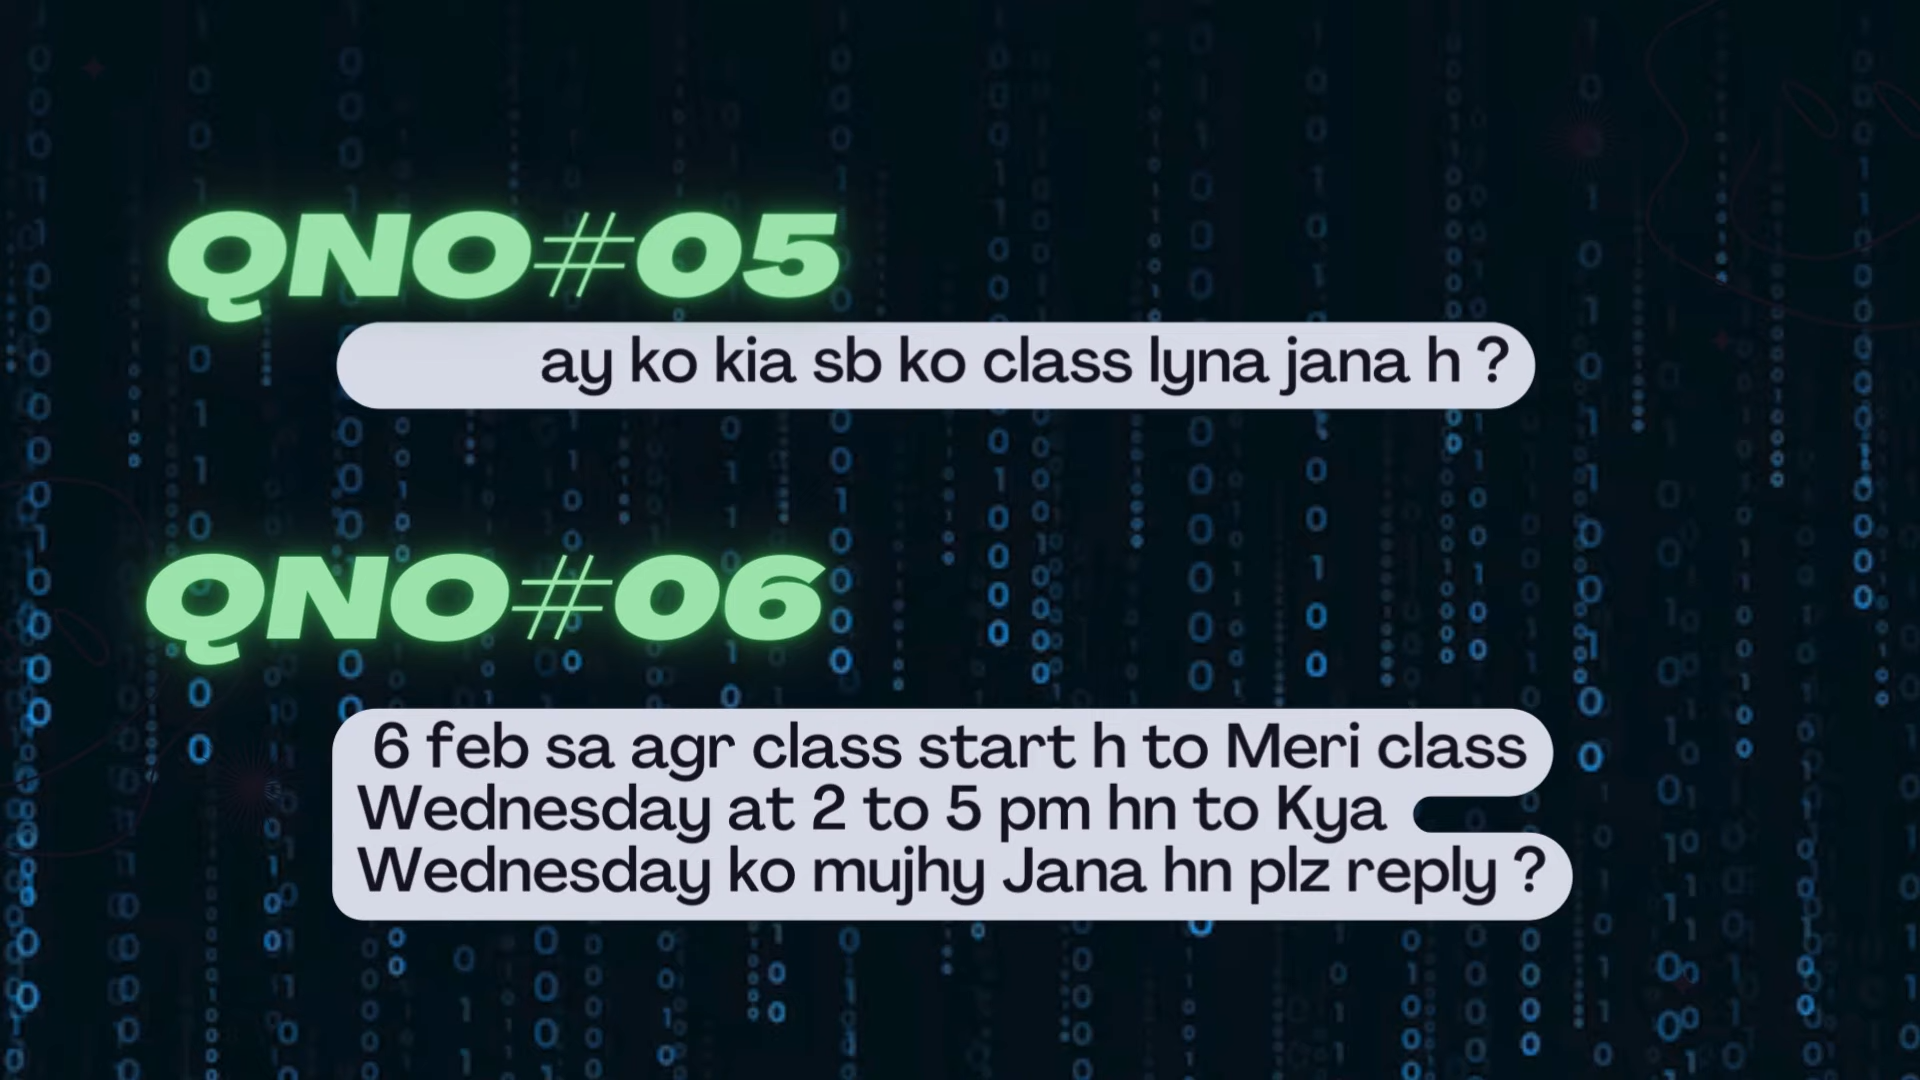 QNO#05
ay ko kia sb ko class lyna jana h ?
QNO#06
6 feb sa agr class start h to Meri class
Wednesday at 2 to 5 pm hn to Kya
Wednesday ko mujhy Jana hn plz reply ?